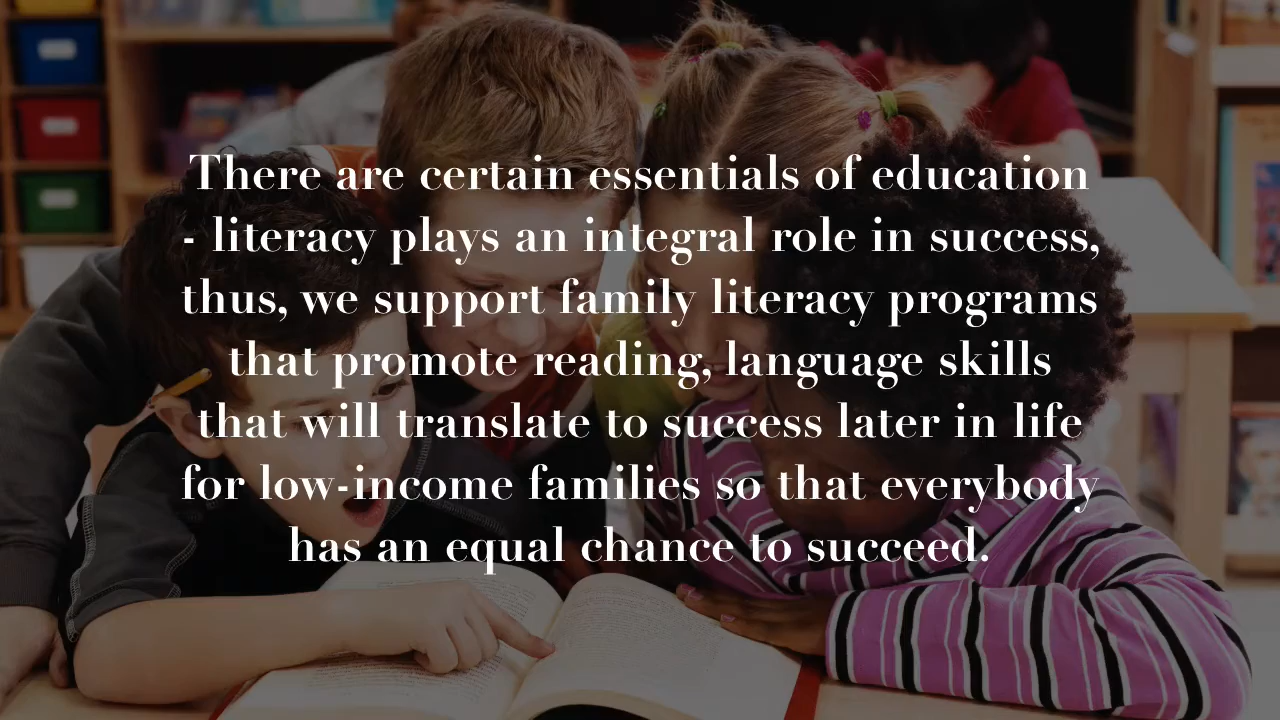 There are certain essentials of education
- literacy plays an integral role in success,
thus, we support family literacy programs
that promote reading, language skills
that will translate to success later in life
for low-income families so that everybody
has an equal chance to succeed.